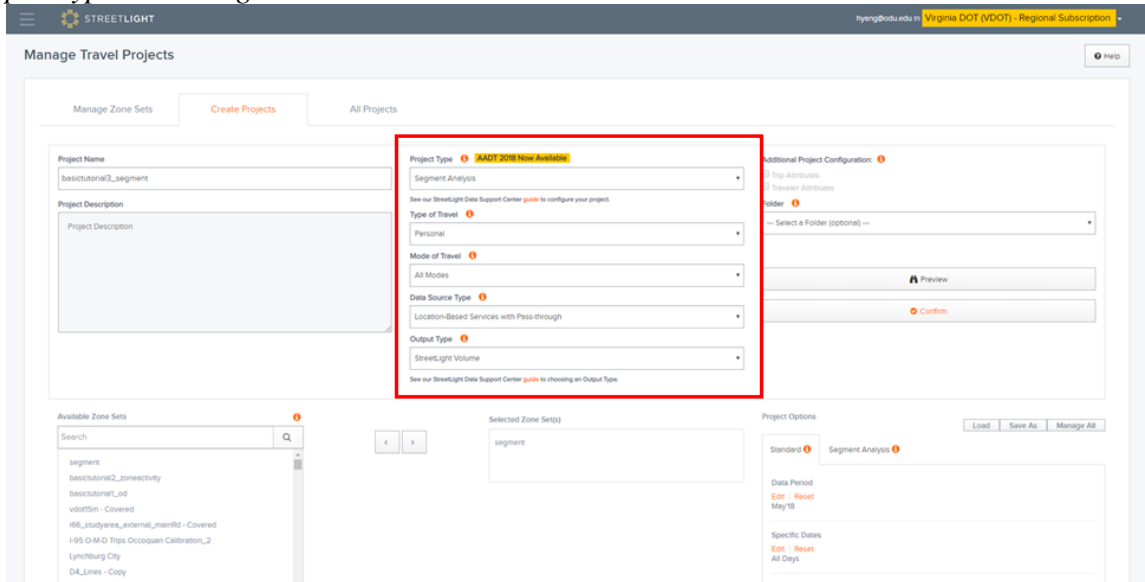 STREETLIGHT
hyang@odu.edu in Virginia DOT (VDOT) - Regional Subscription
Manage Travel Projects
Help
Manage Zone Sets
Create Projects
All Projects
Project Name
basictutorial3_segment
Project Description
Project Description
Project Type AADT 2018 Now Available
Segment Analysis
See our StreetLight Data Support Center guide to configure your project.
Type of Travel
Personal
Mode of Travel
All Modes
Data Source Type
Location-Based Services with Pass-through
Output Type
StreetLight Volume
See our StreetLight Data Support Center guide to choosing an Output Type.
Additional Project Configuration:
Trip Attributes
Traveler Attributes
Folder
--- Select a Folder (optional) ---
Preview
Confirm
Available Zone Sets
Search
segment
basictutorial2_zoneactivity
basictutorial1_od
vdot15m - Covered
I66_studyarea_external_mainRd - Covered
I-95 O-M-D Trips Occoquan Calibration_2
Lynchburg City
D4_Lines - Copy
< >
Selected Zone Set(s)
segment
Project Options
Load Save As Manage All
Standard Segment Analysis
Data Period
Edit | Reset
May'18
Specific Dates
Edit | Reset
All Days